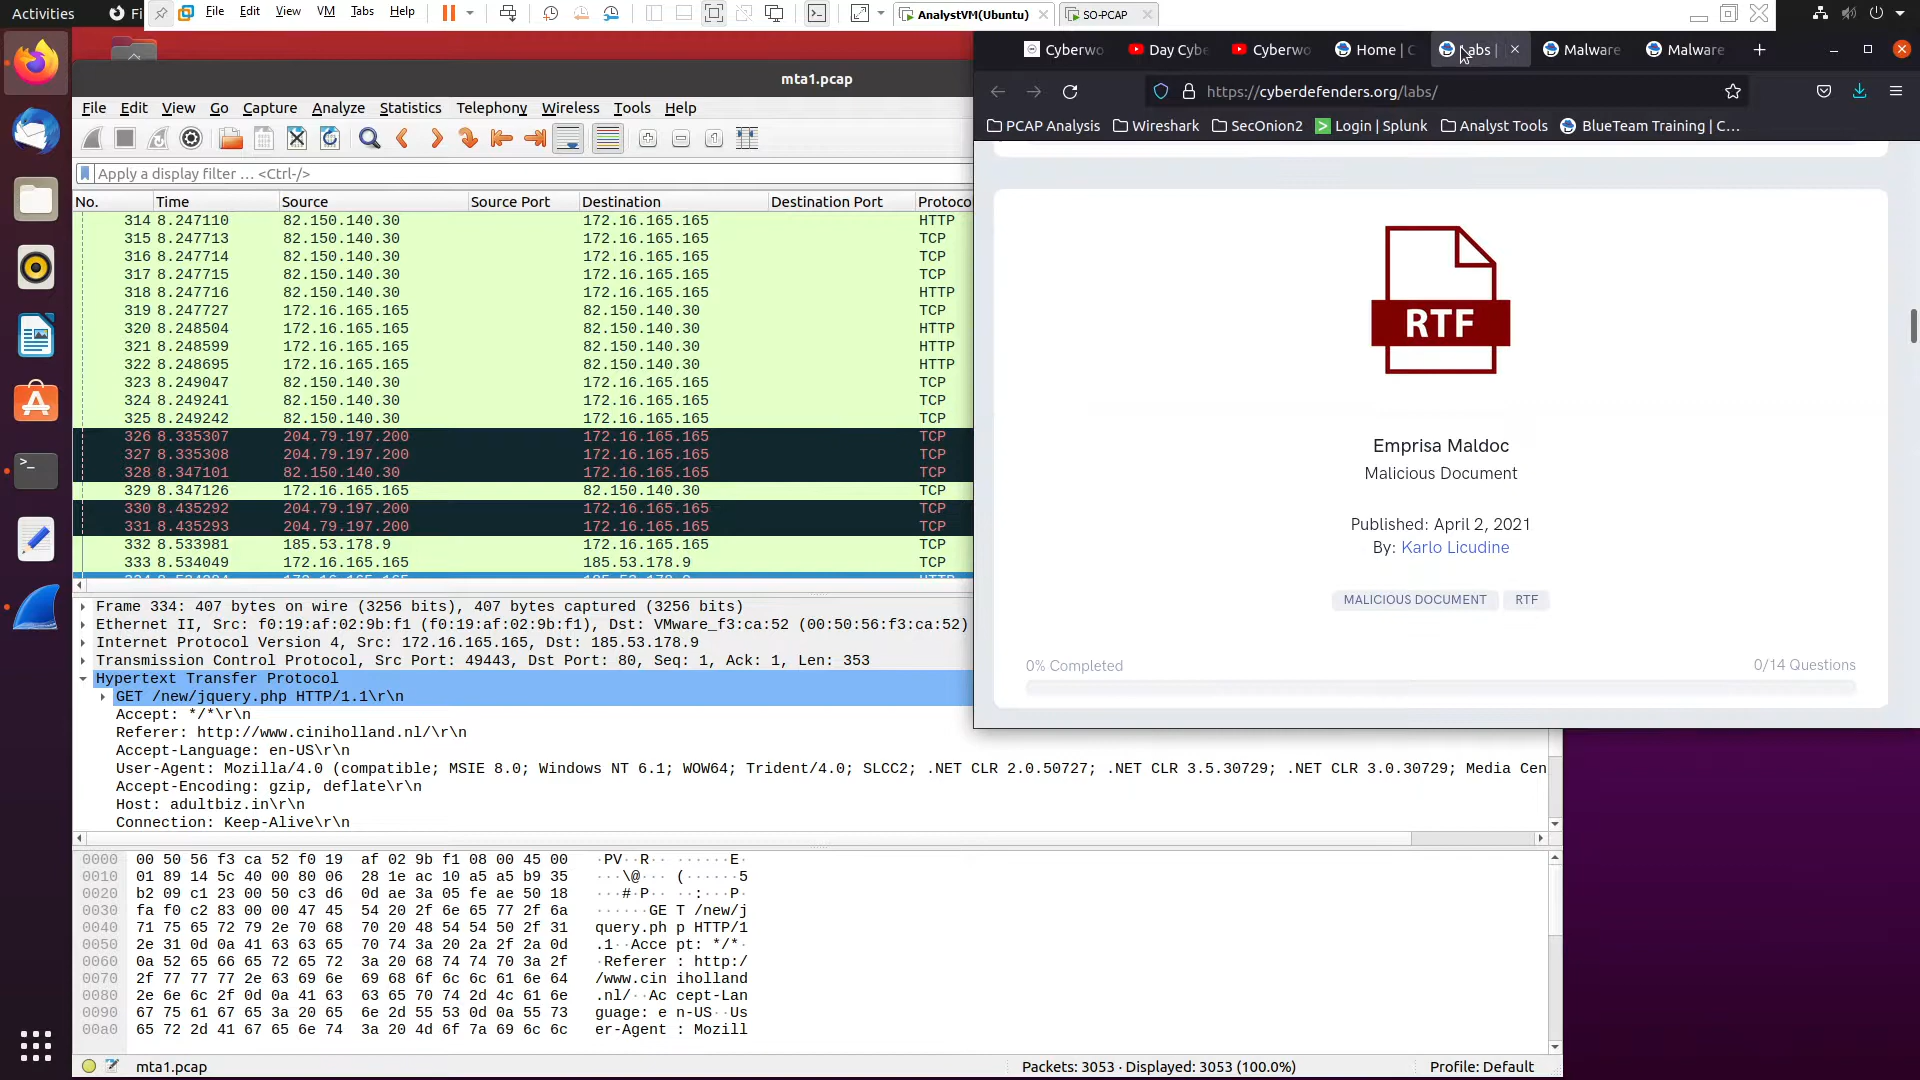 Activities
Fi
File Edit View VM Tabs Help
AnalystVM(Ubuntu)
SO-PCAP
Cyberwo
Day Cybe
Cyberwo
Home | C
Labs |
Malware
Malware
mta1.pcap
https://cyberdefenders.org/labs/
File Edit View Go Capture Analyze Statistics Telephony Wireless Tools Help
PCAP Analysis
Wireshark
SecOnion2
Login | Splunk
Analyst Tools
BlueTeam Training | C...
Apply a display filter ... <Ctrl-/>
No. Time Source Source Port Destination Destination Port Protoco
314 8.247110 82.150.140.30 172.16.165.165 HTTP
315 8.247713 82.150.140.30 172.16.165.165 TCP
316 8.247714 82.150.140.30 172.16.165.165 TCP
317 8.247715 82.150.140.30 172.16.165.165 TCP
318 8.247716 82.150.140.30 172.16.165.165 HTTP
319 8.247727 172.16.165.165 82.150.140.30 TCP
320 8.248504 172.16.165.165 82.150.140.30 HTTP
321 8.248599 172.16.165.165 82.150.140.30 HTTP
322 8.248695 172.16.165.165 82.150.140.30 HTTP
323 8.249047 82.150.140.30 172.16.165.165 TCP
324 8.249241 82.150.140.30 172.16.165.165 TCP
325 8.249242 82.150.140.30 172.16.165.165 TCP
326 8.335307 204.79.197.200 172.16.165.165 TCP
327 8.335308 204.79.197.200 172.16.165.165 TCP
328 8.347101 82.150.140.30 172.16.165.165 TCP
329 8.347126 172.16.165.165 82.150.140.30 TCP
330 8.435292 204.79.197.200 172.16.165.165 TCP
331 8.435293 204.79.197.200 172.16.165.165 TCP
332 8.533981 185.53.178.9 172.16.165.165 TCP
333 8.534049 172.16.165.165 185.53.178.9 TCP
RTF
Emprisa Maldoc
Malicious Document
Published: April 2, 2021
By: Karlo Licudine
MALICIOUS DOCUMENT RTF
0% Completed 0/14 Questions
Frame 334: 407 bytes on wire (3256 bits), 407 bytes captured (3256 bits)
Ethernet II, Src: f0:19:af:02:9b:f1 (f0:19:af:02:9b:f1), Dst: VMware_f3:ca:52 (00:50:56:f3:ca:52)
Internet Protocol Version 4, Src: 172.16.165.165, Dst: 185.53.178.9
Transmission Control Protocol, Src Port: 49443, Dst Port: 80, Seq: 1, Ack: 1, Len: 353
Hypertext Transfer Protocol
GET /new/jquery.php HTTP/1.1\r\n
Accept: */*\r\n
Referer: http://www.ciniholland.nl/\r\n
Accept-Language: en-US\r\n
User-Agent: Mozilla/4.0 (compatible; MSIE 8.0; Windows NT 6.1; WOW64; Trident/4.0; SLCC2; .NET CLR 2.0.50727; .NET CLR 3.5.30729; .NET CLR 3.0.30729; Media Cen
Accept-Encoding: gzip, deflate\r\n
Host: adultbiz.in\r\n
Connection: Keep-Alive\r\n
0000 00 50 56 f3 ca 52 f0 19 af 02 9b f1 08 00 45 00 ·PV··R·· ······E·
0010 01 89 14 5c 40 00 80 06 28 1e ac 10 a5 a5 b9 35 ···\@··· (······5
0020 b2 09 c1 23 00 50 c3 d6 0d ae 3a 05 fe ae 50 18 ···#·P·· ··:···P·
0030 fa f0 c2 83 00 00 47 45 54 20 2f 6e 65 77 2f 6a ······GE T /new/j
0040 71 75 65 72 79 2e 70 68 70 20 48 54 54 50 2f 31 query.ph p HTTP/1
0050 2e 31 0d 0a 41 63 63 65 70 74 3a 20 2a 2f 2a 0d .1··Acce pt: */*·
0060 0a 52 65 66 65 72 65 72 3a 20 68 74 74 70 3a 2f ·Referer : http:/
0070 2f 77 77 77 2e 63 69 6e 69 68 6f 6c 6c 61 6e 64 /www.cin iholland
0080 2e 6e 6c 2f 0d 0a 41 63 63 65 70 74 2d 4c 61 6e .nl/··Ac cept-Lan
0090 67 75 61 67 65 3a 20 65 6e 2d 55 53 0d 0a 55 73 guage: e n-US··Us
00a0 65 72 2d 41 67 65 6e 74 3a 20 4d 6f 7a 69 6c 6c er-Agent : Mozill
mta1.pcap
Packets: 3053 · Displayed: 3053 (100.0%)
Profile: Default